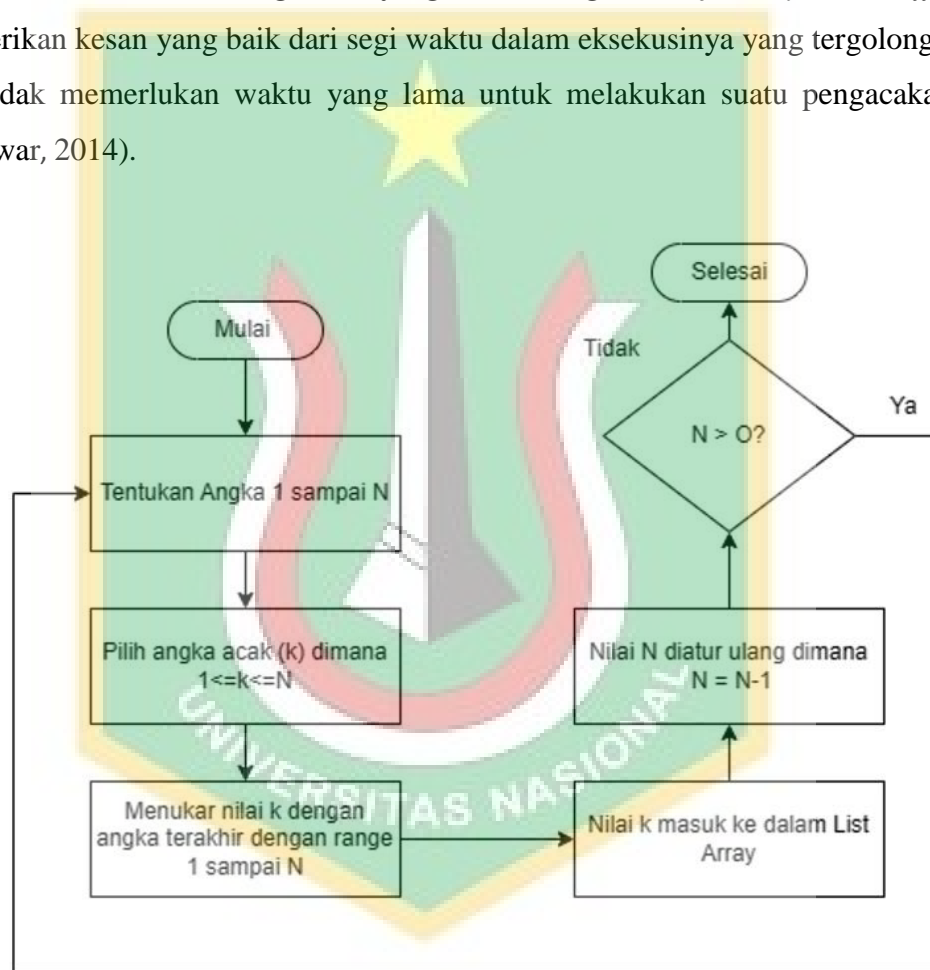 erikan kesan yang baik dari segi waktu dalam eksekusinya yang tergolong
dak memerlukan waktu yang lama untuk melakukan suatu pengacaka
war, 2014).
Mulai
Tentukan Angka 1 sampai N
Pilih angka acak (k) dimana
1<=k<=N
Menukar nilai k dengan
angka terakhir dengan range
1 sampai N
Nilai k masuk ke dalam List
Array
Nilai N diatur ulang dimana
N = N-1
N > O?
Tidak
Ya
Selesai
UNIVERSITAS NASIONAL